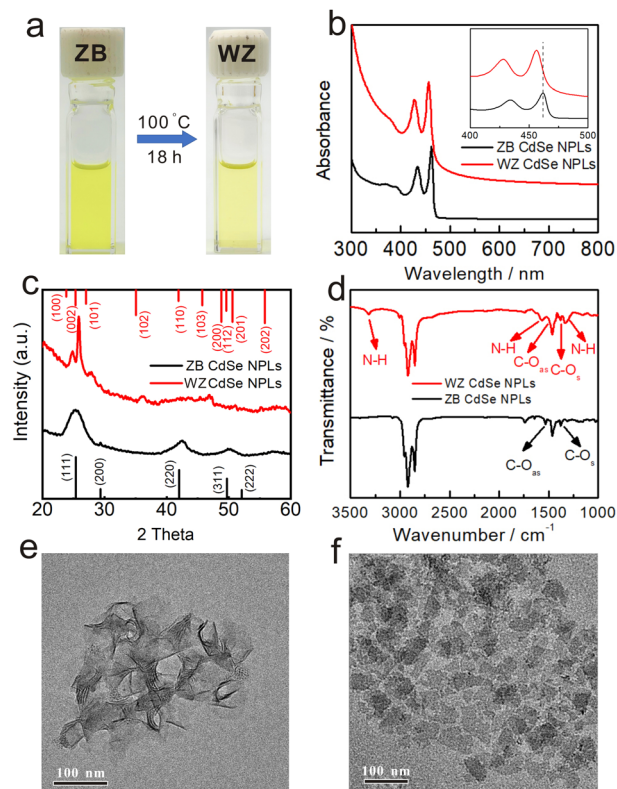 a
ZB
WZ
100 °C
18 h
b
Absorbance
400
500
ZB CdSe NPLs
WZ CdSe NPLs
300 400 500 600 700 800
Wavelength / nm
c
Intensity (a.u.)
(100)
(002)
(101)
(102)
(110)
(103)
(200)
(112)
(201)
(202)
ZB CdSe NPLs
WZ CdSe NPLs
(111)
(200)
(220)
(311)
(222)
20 30 40 50 60
2 Theta
d
Transmittance / %
N-H
N-H
C-Oas
C-Os
N-H
WZ CdSe NPLs
ZB CdSe NPLs
C-Oas
C-Os
3500 3000 2500 2000 1500 1000
Wavenumber / cm⁻¹
e
100 nm
f
100 nm